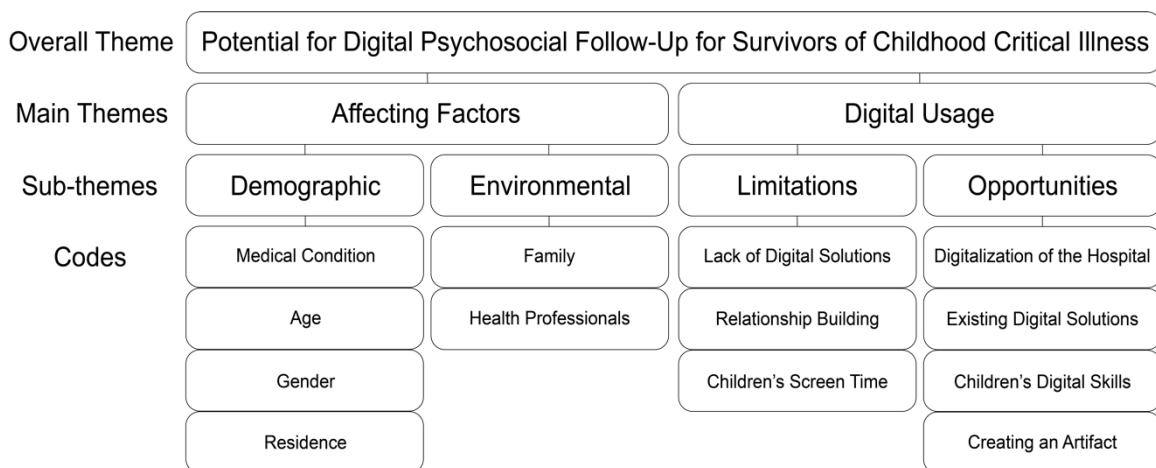 Overall Theme
Potential for Digital Psychosocial Follow-Up for Survivors of Childhood Critical Illness
Main Themes
Affecting Factors
Digital Usage
Sub-themes
Demographic
Environmental
Limitations
Opportunities
Codes
Medical Condition
Family
Lack of Digital Solutions
Digitalization of the Hospital
Age
Health Professionals
Relationship Building
Existing Digital Solutions
Gender
Children's Screen Time
Children's Digital Skills
Residence
Creating an Artifact